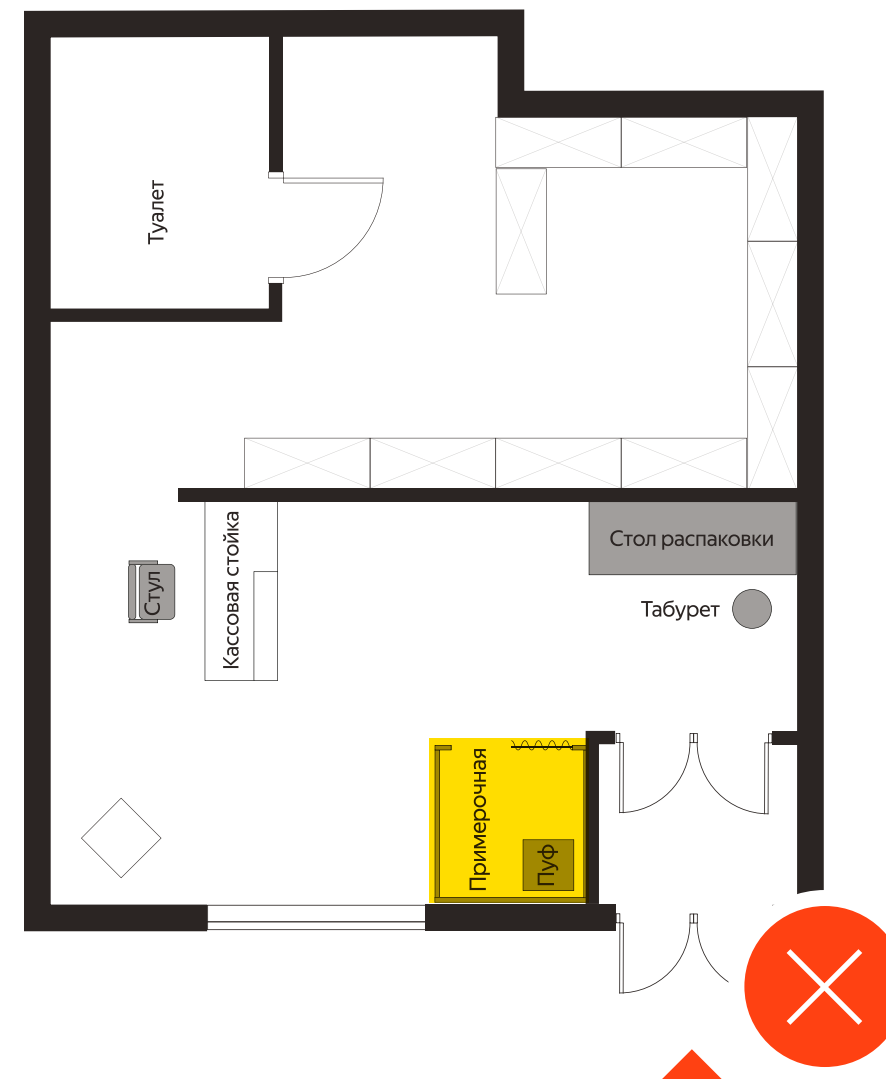 Туалет
Кассовая стойка
Стол распаковки
Стул
Табурет
Примерочная
Пуф